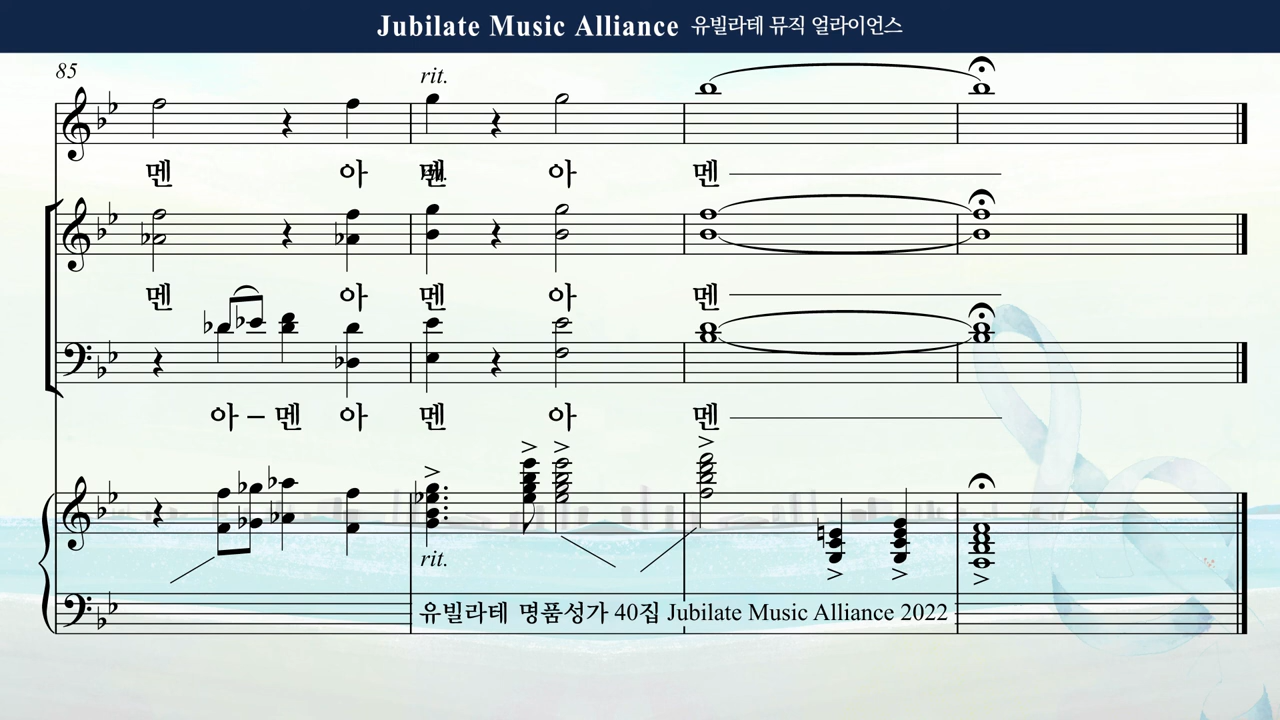 Jubilate Music Alliance 유빌라테 뮤직 얼라이언스
85
rit.
멘 아 멘 아 멘
멘 아 멘 아 멘
아 – 멘 아 멘 아 멘
rit.
유빌라테 명품성가 40집 Jubilate Music Alliance 2022